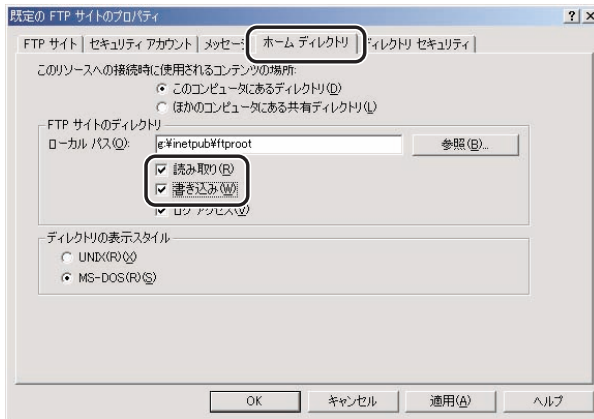 既定の FTP サイトのプロパティ
FTP サイト セキュリティ アカウント メッセージ ホーム ディレクトリ ディレクトリ セキュリティ
このリソースへの接続時に使用されるコンテンツの場所:
このコンピュータにあるディレクトリ(D)
ほかのコンピュータにある共有ディレクトリ(L)
FTP サイトのディレクトリ
ローカル パス(O): g:¥inetpub¥ftproot 参照(B)...
読み取り(R)
書き込み(W)
ログ アクセス(V)
ディレクトリの表示スタイル
UNIX(R)(X)
MS-DOS(R)(S)
OK キャンセル 適用(A) ヘルプ